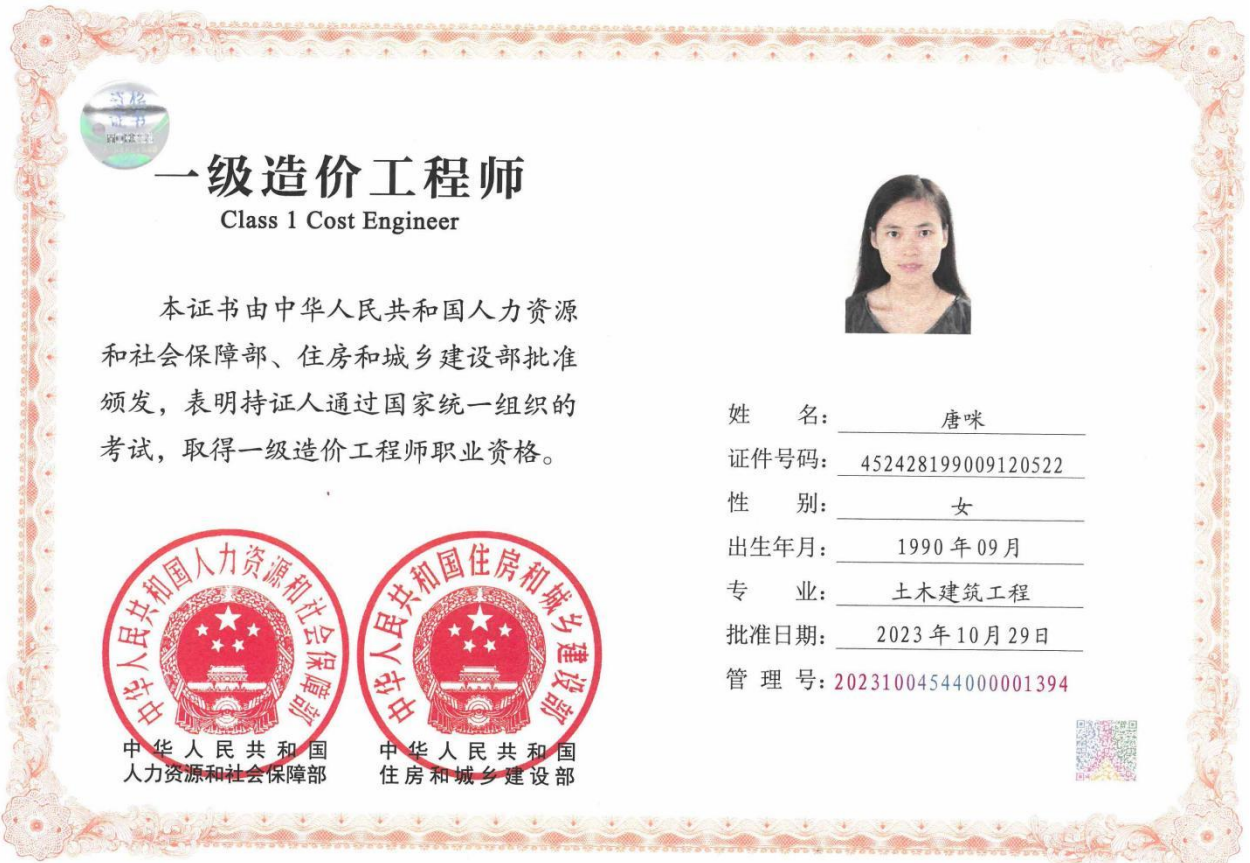 资格
证书
一级造价工程师
Class 1 Cost Engineer
本证书由中华人民共和国人力资源
和社会保障部、住房和城乡建设部批准
颁发，表明持证人通过国家统一组织的
考试，取得一级造价工程师职业资格。
中华人民共和国人力资源和社会保障部
中华人民共和国住房和城乡建设部
中华人民共和国
人力资源和社会保障部
中华人民共和国
住房和城乡建设部
姓 名： 唐咪
证件号码： 452428199009120522
性 别： 女
出生年月： 1990年09月
专 业： 土木建筑工程
批准日期： 2023年10月29日
管 理 号：20231004544000001394